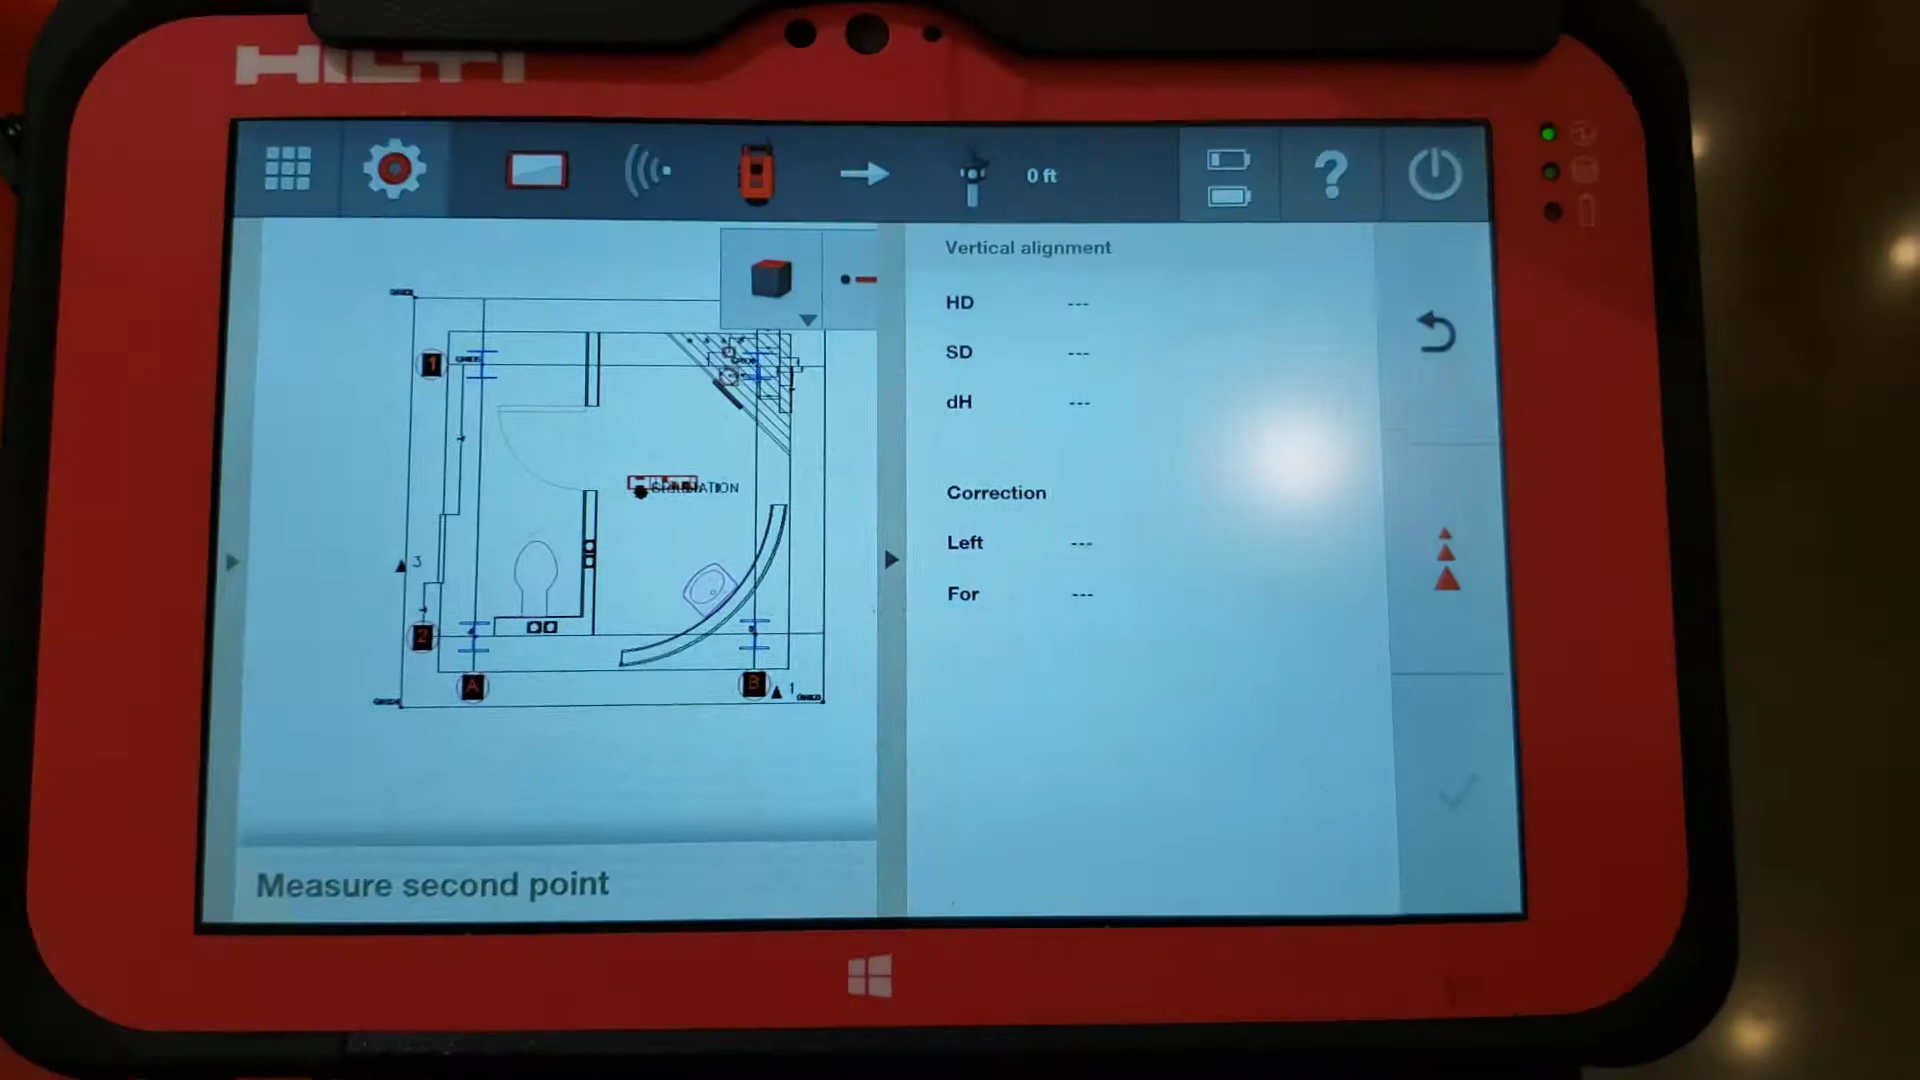 HILTI
0 ft
?
Vertical alignment
HD ---
SD ---
dH ---
Correction
Left ---
For ---
1
3
2
A
B
1
Measure second point